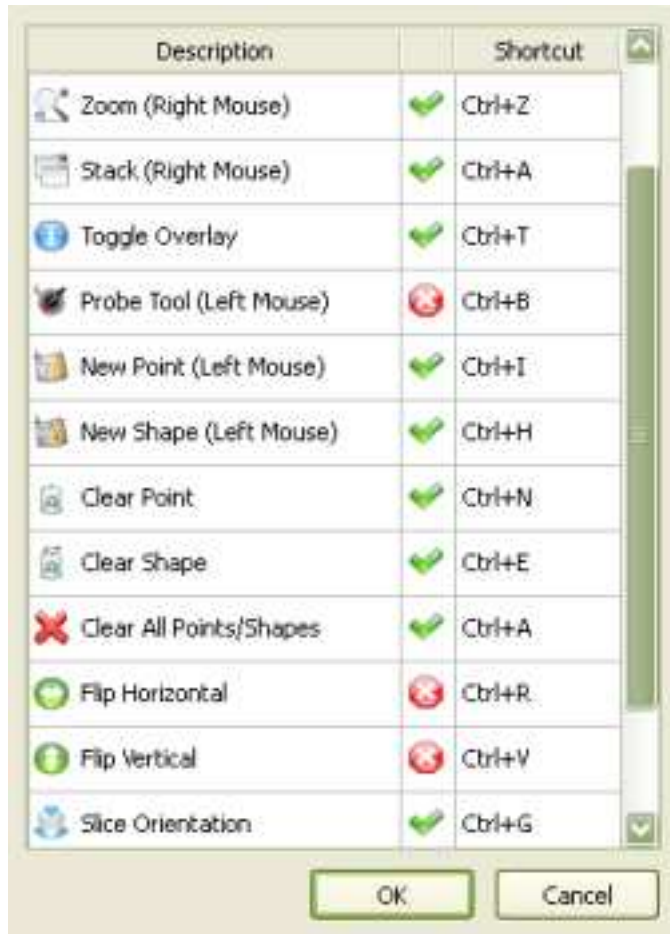 Description Shortcut
Zoom (Right Mouse) Ctrl+Z
Stack (Right Mouse) Ctrl+A
Toggle Overlay Ctrl+T
Probe Tool (Left Mouse) Ctrl+B
New Point (Left Mouse) Ctrl+I
New Shape (Left Mouse) Ctrl+H
Clear Point Ctrl+N
Clear Shape Ctrl+E
Clear All Points/Shapes Ctrl+A
Flip Horizontal Ctrl+R
Flip Vertical Ctrl+V
Slice Orientation Ctrl+G
OK Cancel